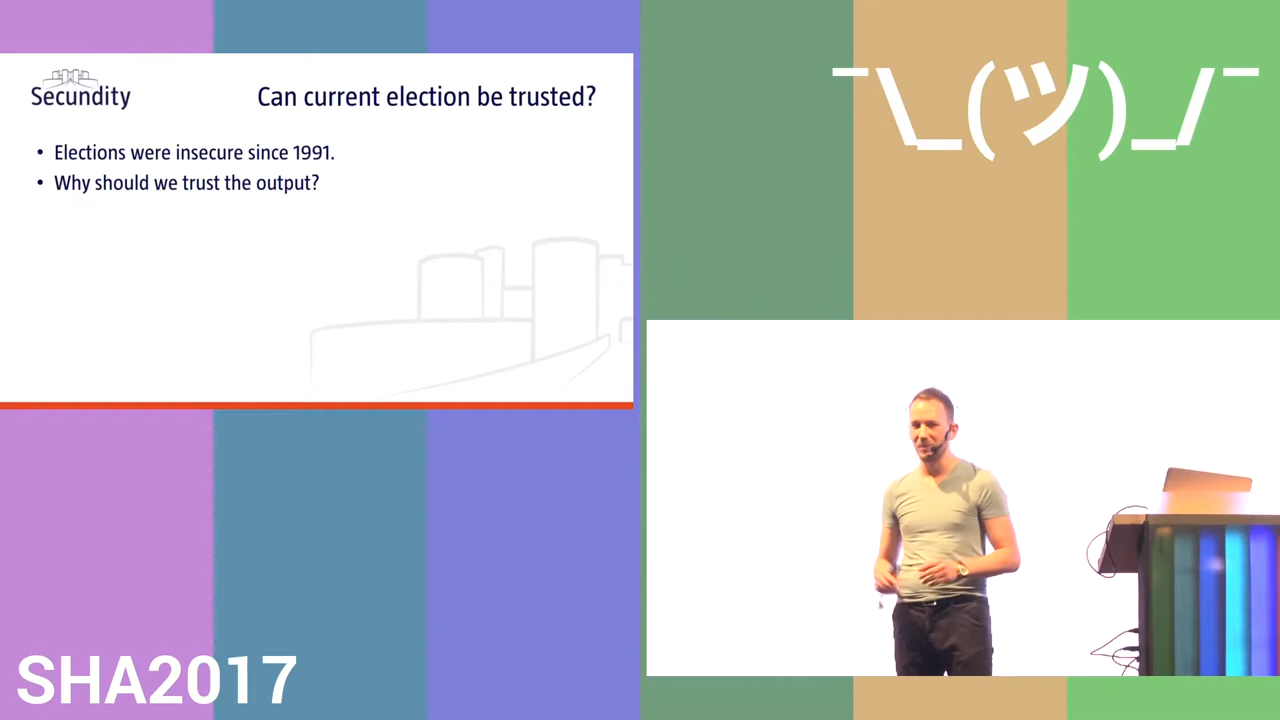 Secundity
Can current election be trusted?
• Elections were insecure since 1991.
• Why should we trust the output?
¯\_(ツ)_/¯
SHA2017